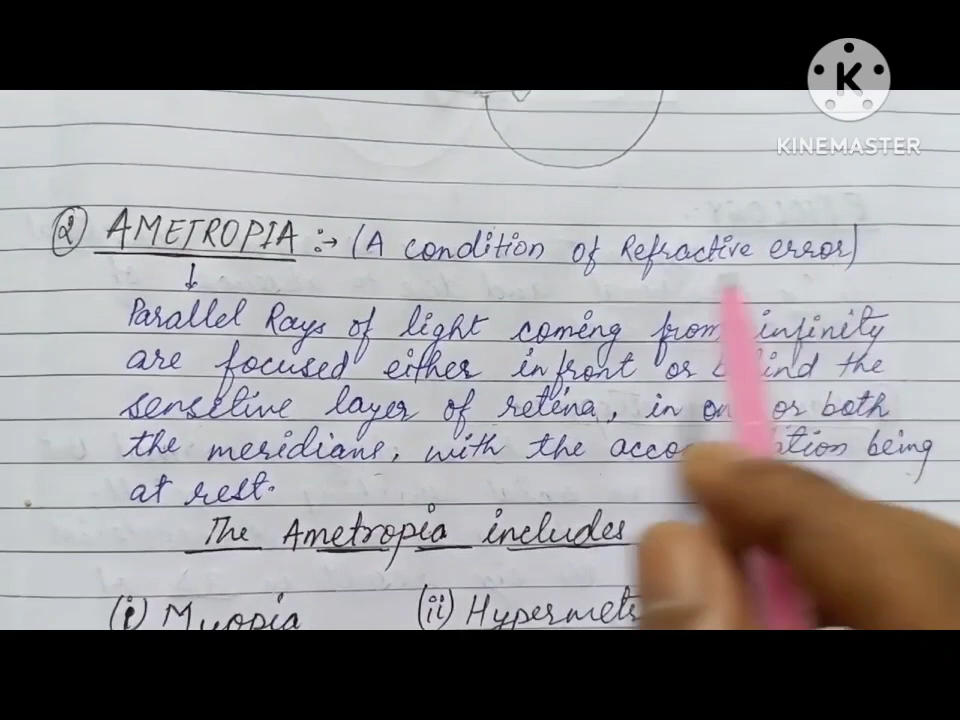 K
KINEMASTER
② AMETROPIA :→ (A condition of Refractive error)
↓
Parallel Rays of light coming from infinity
are focused either infront or the
sensitive layer of retina, in or both
the meridians, with the being
at rest.
The Ametropia includes
(i) Myopia (ii)